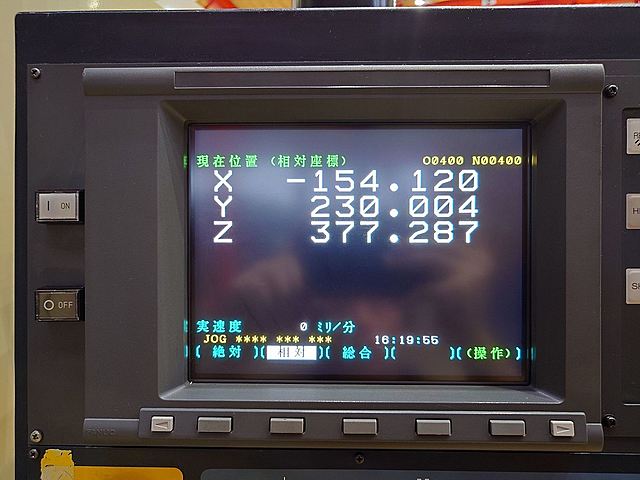 現在位置 (相対座標) O0400 N00400
X -154.120
Y 230.004
Z 377.287
I ON
O OFF
実速度 0 ミリ/分
JOG **** *** *** 16:19:55
[ 絶対 ][ 相対 ][ 総合 ][ ][(操作)]
FANUC